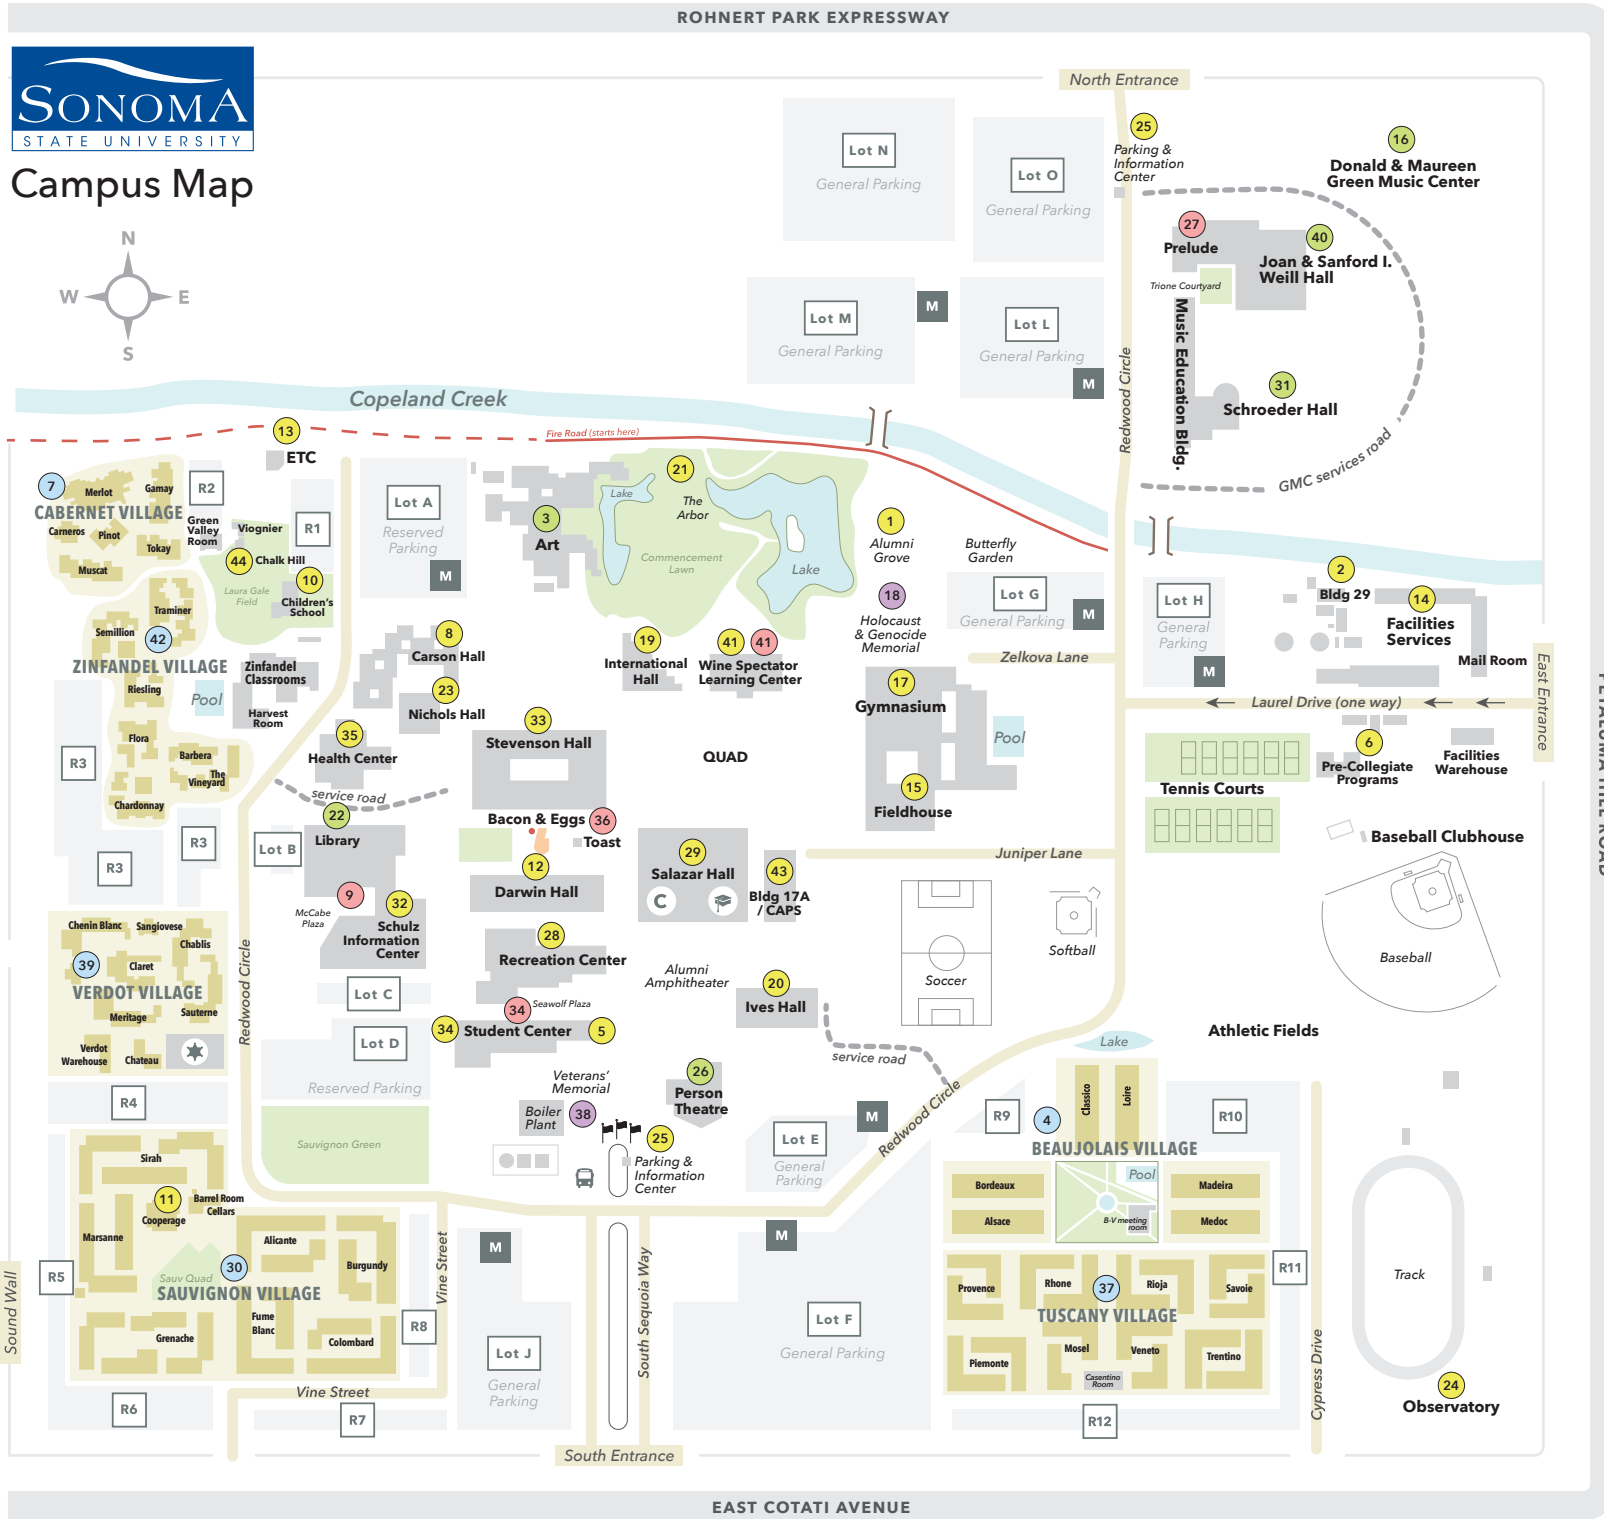 ROHNERT PARK EXPRESSWAY
SONOMA
STATE UNIVERSITY
Campus Map
N
W
E
S
North Entrance
25
Parking &
Information
Center
16
Donald & Maureen
Green Music Center
Lot N
General Parking
Lot O
General Parking
27
Prelude
40
Joan & Sanford I.
Weill Hall
Trione Courtyard
Music Education Bldg.
31
Schroeder Hall
GMC services road
Redwood Circle
Lot M
General Parking
M
Lot L
General Parking
M
Copeland Creek
Fire Road (starts here)
13
ETC
7
Merlot
Gamay
CABERNET VILLAGE
Carneros
Pinot
Tokay
Muscat
R2
Green
Valley
Room
Viognier
R1
44
Chalk Hill
10
Children's
School
Laura Gale
Field
Lot A
Reserved
Parking
M
3
Art
Lake
21
The
Arbor
Commencement
Lawn
Lake
1
Alumni
Grove
Butterfly
Garden
18
Holocaust
& Genocide
Memorial
Lot G
General Parking
M
Lot H
General
Parking
M
2
Bldg 29
14
Facilities
Services
Mail Room
East Entrance
PETALUMA HILL ROAD
Zelkova Lane
Laurel Drive (one way)
Traminer
Semillion
42
ZINFANDEL VILLAGE
Riesling
Pool
Zinfandel
Classrooms
Harvest
Room
Flora
Barbera
The
Vineyard
Chardonnay
R3
R3
R3
8
Carson Hall
23
Nichols Hall
35
Health Center
service road
19
International
Hall
41
41
Wine Spectator
Learning Center
33
Stevenson Hall
QUAD
17
Gymnasium
Pool
15
Fieldhouse
6
Pre-Collegiate
Programs
Facilities
Warehouse
Tennis Courts
Baseball Clubhouse
22
Library
Lot B
Bacon & Eggs
36
Toast
12
Darwin Hall
29
Salazar Hall
C
43
Bldg 17A
/ CAPS
Juniper Lane
9
McCabe
Plaza
32
Schulz
Information
Center
28
Recreation Center
Alumni
Amphitheater
20
Ives Hall
Soccer
Softball
Baseball
Athletic Fields
Chenin Blanc
Sangiovese
Chablis
39
Claret
VERDOT VILLAGE
Meritage
Sauterne
Verdot
Warehouse
Chateau
Redwood Circle
Lot C
Lot D
Reserved Parking
34
Seawolf Plaza
34
Student Center
5
service road
Lake
R4
Sauvignon Green
Veterans'
Memorial
Boiler
Plant
38
26
Person
Theatre
25
Parking &
Information
Center
M
Lot E
General
Parking
Redwood Circle
R9
4
Classico
Loire
R10
BEAUJOLAIS VILLAGE
Bordeaux
Alsace
Pool
B-V meeting
room
Madeira
Medoc
Sirah
11
Cooperage
Barrel Room
Cellars
Marsanne
Alicante
Burgundy
Sauv Quad
30
SAUVIGNON VILLAGE
Fume
Blanc
Grenache
Colombard
R5
Sound Wall
R6
R7
R8
Vine Street
Vine Street
M
Lot J
General
Parking
South Sequoia Way
M
Lot F
General Parking
Provence
Rhone
37
Rioja
Savoie
TUSCANY VILLAGE
Piemonte
Mosel
Veneto
Trentino
Casentino
Room
R11
R12
Cypress Drive
Track
24
Observatory
South Entrance
EAST COTATI AVENUE